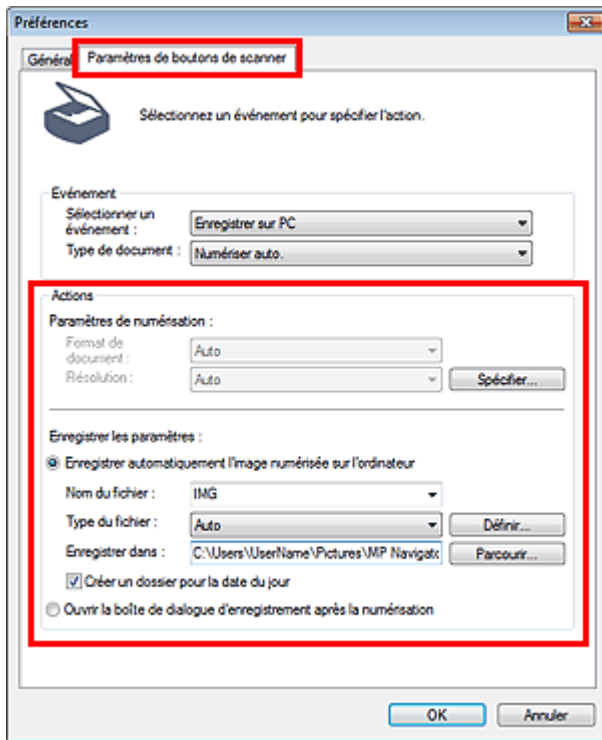 Préférences
Général
Paramètres de boutons de scanner
Sélectionnez un événement pour spécifier l'action.
Evénement
Sélectionner un
événement :
Enregistrer sur PC
Type de document :
Numériser auto.
Actions
Paramètres de numérisation :
Format de
document :
Auto
Résolution :
Auto
Spécifier...
Enregistrer les paramètres :
Enregistrer automatiquement l'image numérisée sur l'ordinateur
Nom du fichier :
IMG
Type du fichier :
Auto
Définir...
Enregistrer dans :
C:\Users\UserName\Pictures\MP Navigato
Parcourir...
Créer un dossier pour la date du jour
Ouvrir la boîte de dialogue d'enregistrement après la numérisation
OK
Annuler